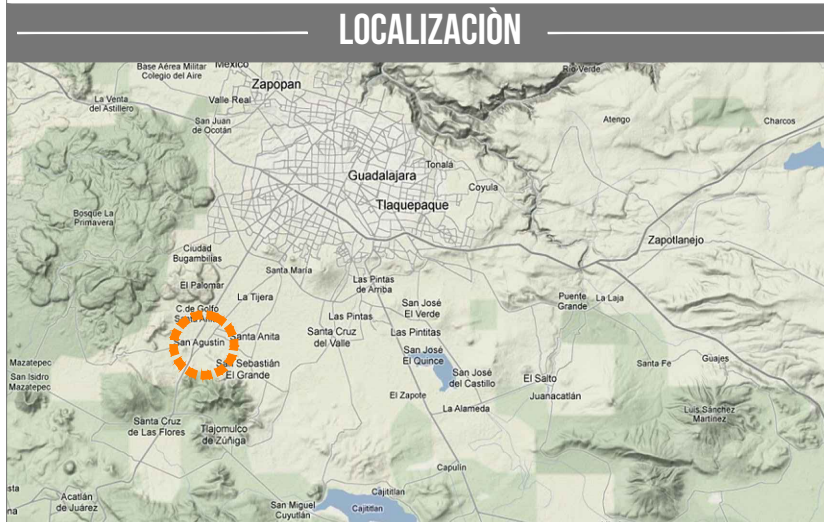 LOCALIZACIÒN
Base Aérea Militar
Colegio del Aire
México
Río Verde
Zapopan
La Venta
del Astillero
Valle Real
San Juan
de Ocotán
Atengo
Charcos
Guadalajara
Tonalá
Coyula
Tlaquepaque
Bosque La
Primavera
Zapotlanejo
Ciudad
Bugambilias
Santa María
Las Pintas
de Arriba
El Palomar
La Tijera
C.de Golfo
Santa Anita
San José
El Verde
Puente
Grande
La Laja
Las Pintas
Santa Cruz
del Valle
Las Pintitas
San Agustín
Santa Anita
San José
El Quince
San Sebastián
El Grande
Mazatepec
San Isidro
Mazatepec
San José
del Castillo
El Salto
Juanacatlán
Santa Fe
Guajes
El Zapote
La Alameda
Luis Sánchez
Martínez
Santa Cruz
de Las Flores
Tlajomulco
de Zúñiga
Capulín
Acatlán
de Juárez
San Miguel
Cuyutlán
Cajititlan
Cajititlan